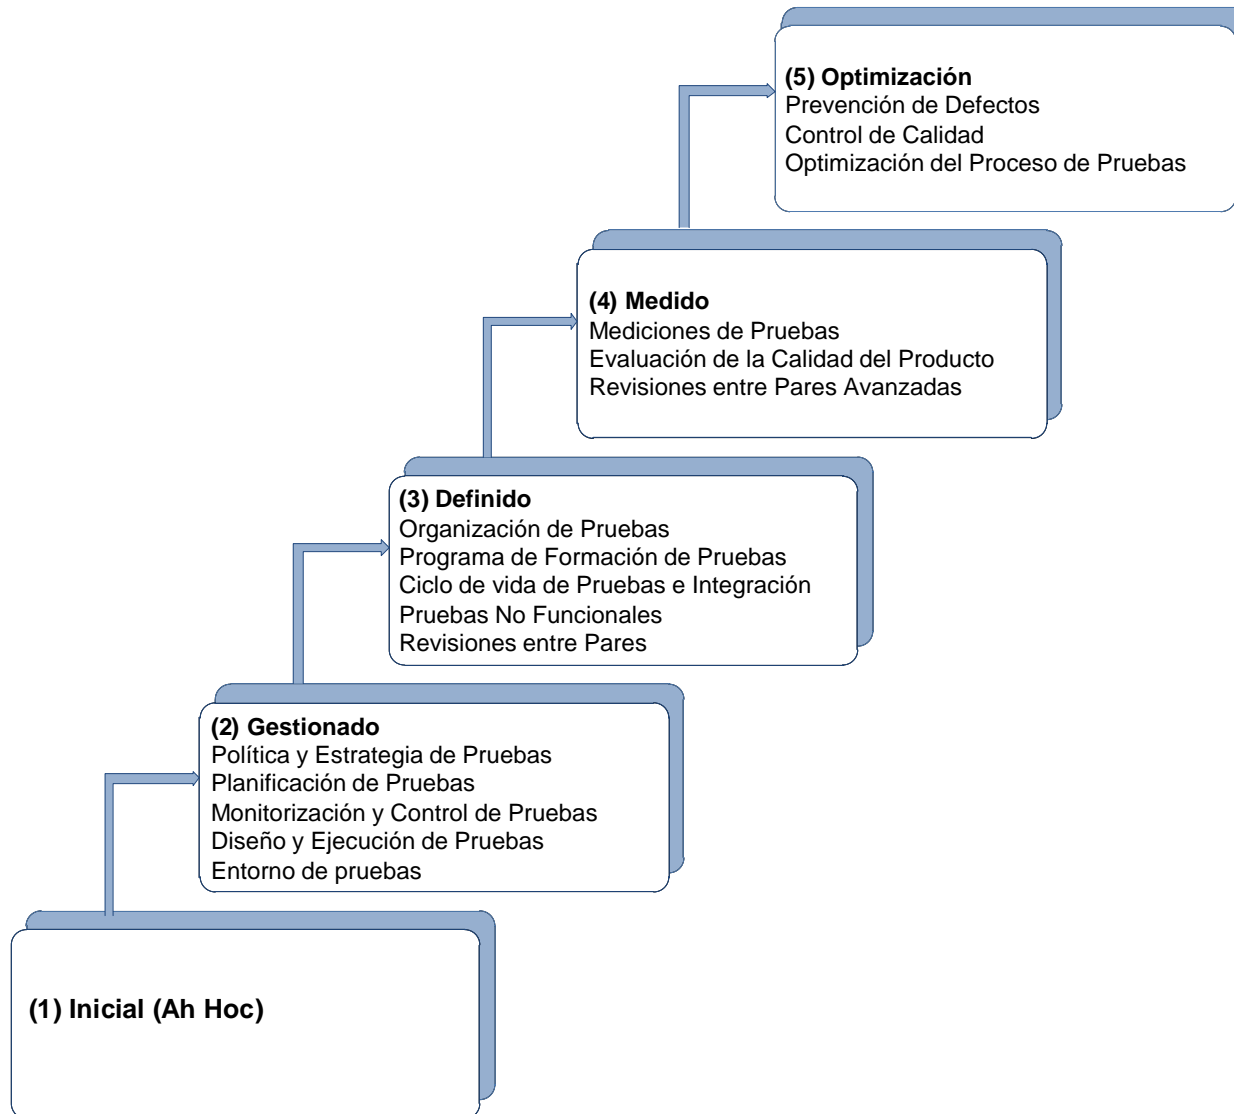 (5) Optimización
Prevención de Defectos
Control de Calidad
Optimización del Proceso de Pruebas
(4) Medido
Mediciones de Pruebas
Evaluación de la Calidad del Producto
Revisiones entre Pares Avanzadas
(3) Definido
Organización de Pruebas
Programa de Formación de Pruebas
Ciclo de vida de Pruebas e Integración
Pruebas No Funcionales
Revisiones entre Pares
(2) Gestionado
Política y Estrategia de Pruebas
Planificación de Pruebas
Monitorización y Control de Pruebas
Diseño y Ejecución de Pruebas
Entorno de pruebas
(1) Inicial (Ah Hoc)